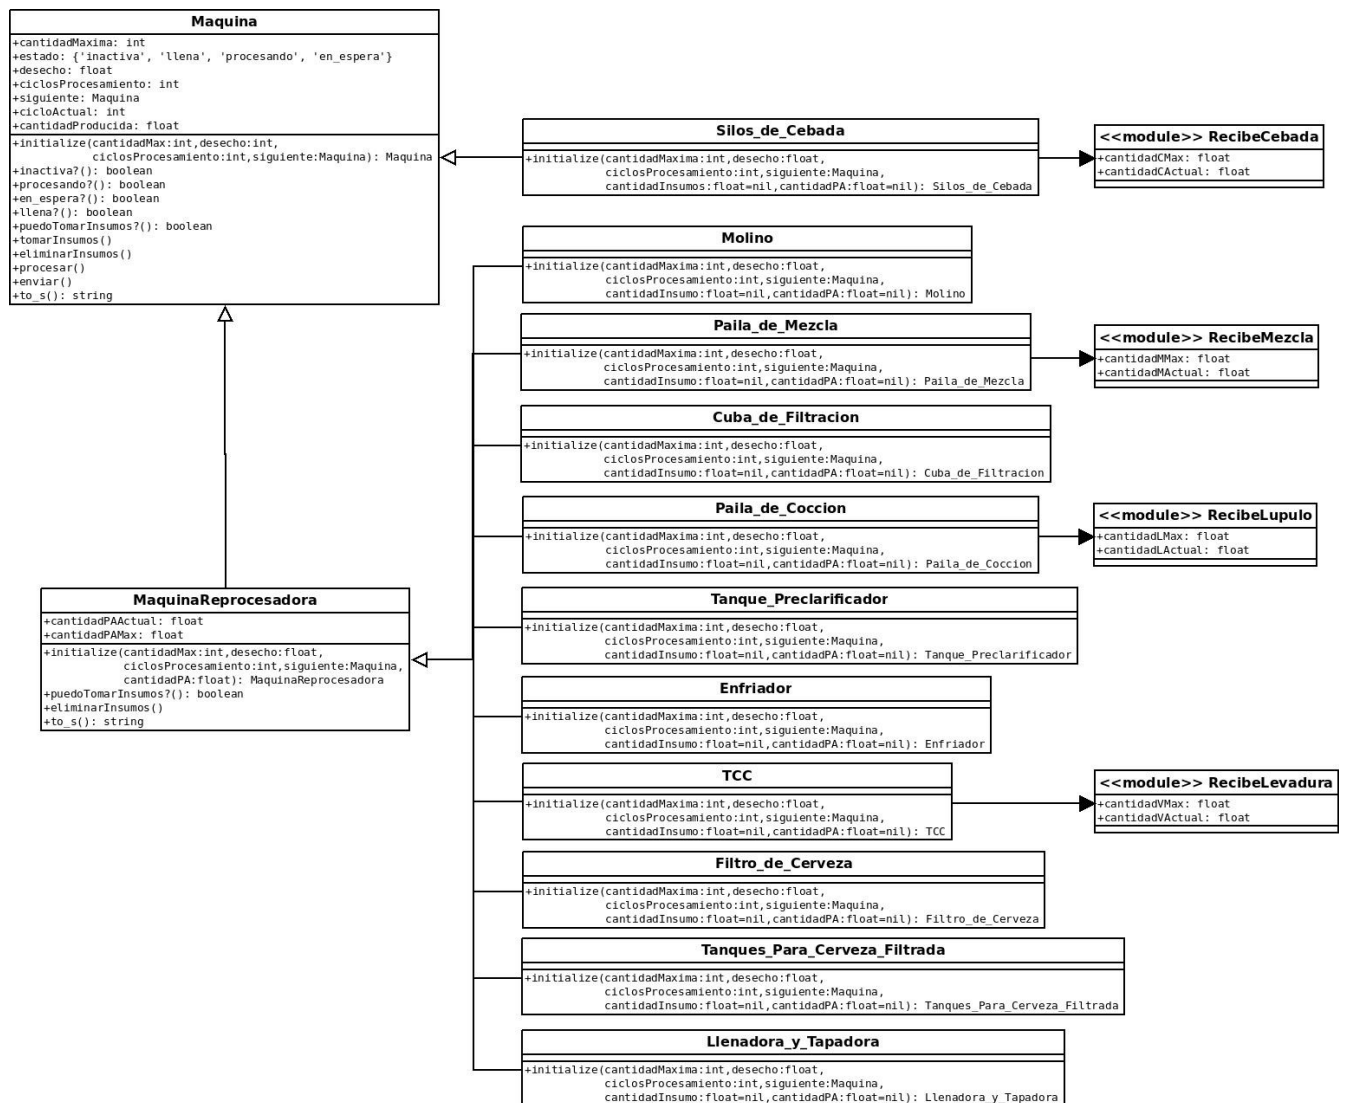 Maquina
+cantidadMaxima: int
+estado: {'inactiva', 'llena', 'procesando', 'en_espera'}
+desecho: float
+ciclosProcesamiento: int
+siguiente: Maquina
+cicloActual: int
+cantidadProducida: float
+initialize(cantidadMax:int,desecho:int,
ciclosProcesamiento:int,siguiente:Maquina): Maquina
+inactiva?(): boolean
+procesando?(): boolean
+en_espera?(): boolean
+llena?(): boolean
+puedoTomarInsumos?(): boolean
+tomarInsumos()
+eliminarInsumos()
+procesar()
+enviar()
+to_s(): string
MaquinaReprocesadora
+cantidadPAActual: float
+cantidadPAMax: float
+initialize(cantidadMax:int,desecho:float,
ciclosProcesamiento:int,siguiente:Maquina,
cantidadPA:float): MaquinaReprocesadora
+puedoTomarInsumos?(): boolean
+eliminarInsumos()
+to_s(): string
Silos_de_Cebada
+initialize(cantidadMaxima:int,desecho:float,
ciclosProcesamiento:int,siguiente:Maquina,
cantidadInsumos:float=nil,cantidadPA:float=nil): Silos_de_Cebada
<<module>> RecibeCebada
+cantidadCMax: float
+cantidadCActual: float
Molino
+initialize(cantidadMaxima:int,desecho:float,
ciclosProcesamiento:int,siguiente:Maquina,
cantidadInsumo:float=nil,cantidadPA:float=nil): Molino
Paila_de_Mezcla
+initialize(cantidadMaxima:int,desecho:float,
ciclosProcesamiento:int,siguiente:Maquina,
cantidadInsumo:float=nil,cantidadPA:float=nil): Paila_de_Mezcla
<<module>> RecibeMezcla
+cantidadMMax: float
+cantidadMActual: float
Cuba_de_Filtracion
+initialize(cantidadMaxima:int,desecho:float,
ciclosProcesamiento:int,siguiente:Maquina,
cantidadInsumo:float=nil,cantidadPA:float=nil): Cuba_de_Filtracion
Paila_de_Coccion
+initialize(cantidadMaxima:int,desecho:float,
ciclosProcesamiento:int,siguiente:Maquina,
cantidadInsumo:float=nil,cantidadPA:float=nil): Paila_de_Coccion
<<module>> RecibeLupulo
+cantidadLMax: float
+cantidadLActual: float
Tanque_Preclarificador
+initialize(cantidadMaxima:int,desecho:float,
ciclosProcesamiento:int,siguiente:Maquina,
cantidadInsumo:float=nil,cantidadPA:float=nil): Tanque_Preclarificador
Enfriador
+initialize(cantidadMaxima:int,desecho:float,
ciclosProcesamiento:int,siguiente:Maquina,
cantidadInsumo:float=nil,cantidadPA:float=nil): Enfriador
TCC
+initialize(cantidadMaxima:int,desecho:float,
ciclosProcesamiento:int,siguiente:Maquina,
cantidadInsumo:float=nil,cantidadPA:float=nil): TCC
<<module>> RecibeLevadura
+cantidadVMax: float
+cantidadVActual: float
Filtro_de_Cerveza
+initialize(cantidadMaxima:int,desecho:float,
ciclosProcesamiento:int,siguiente:Maquina,
cantidadInsumo:float=nil,cantidadPA:float=nil): Filtro_de_Cerveza
Tanques_Para_Cerveza_Filtrada
+initialize(cantidadMaxima:int,desecho:float,
ciclosProcesamiento:int,siguiente:Maquina,
cantidadInsumo:float=nil,cantidadPA:float=nil): Tanques_Para_Cerveza_Filtrada
Llenadora_y_Tapadora
+initialize(cantidadMaxima:int,desecho:float,
ciclosProcesamiento:int,siguiente:Maquina,
cantidadInsumo:float=nil,cantidadPA:float=nil): Llenadora_y_Tapadora